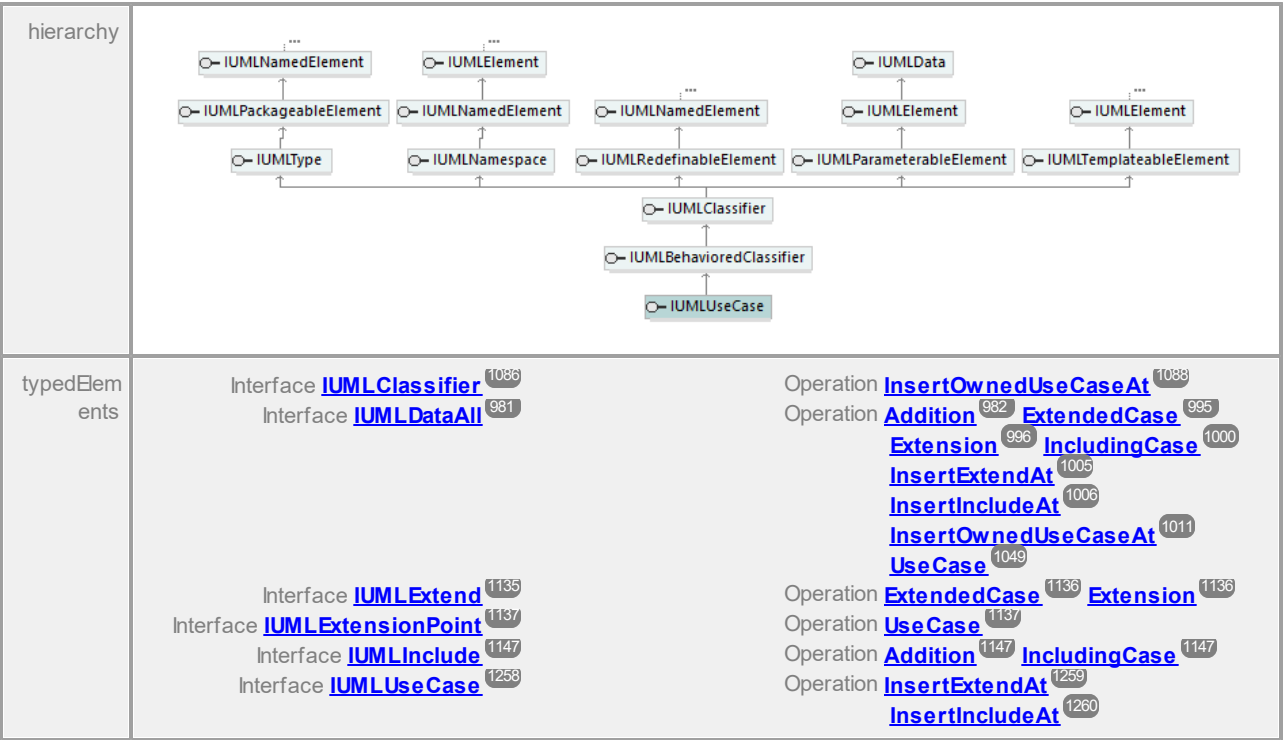 hierarchy
... ...
IUMLNamedElement IUMLElement IUMLData
... ...
IUMLPackageableElement IUMLNamedElement IUMLNamedElement IUMLElement IUMLElement
IUMLType IUMLNamespace IUMLRedefinableElement IUMLParameterableElement IUMLTemplateableElement
IUMLClassifier
IUMLBehavioredClassifier
IUMLUseCase
typedElem
ents
Interface IUMLClassifier 1086 Operation InsertOwnedUseCaseAt 1088
Interface IUMLDataAll 981 Operation Addition 982 ExtendedCase 995
Extension 996 IncludingCase 1000
InsertExtendAt 1005
InsertIncludeAt 1006
InsertOwnedUseCaseAt 1011
UseCase 1049
Interface IUMLExtend 1135 Operation ExtendedCase 1136 Extension 1136
Interface IUMLExtensionPoint 1137 Operation UseCase 1137
Interface IUMLInclude 1147 Operation Addition 1147 IncludingCase 1147
Interface IUMLUseCase 1258 Operation InsertExtendAt 1259
InsertIncludeAt 1260